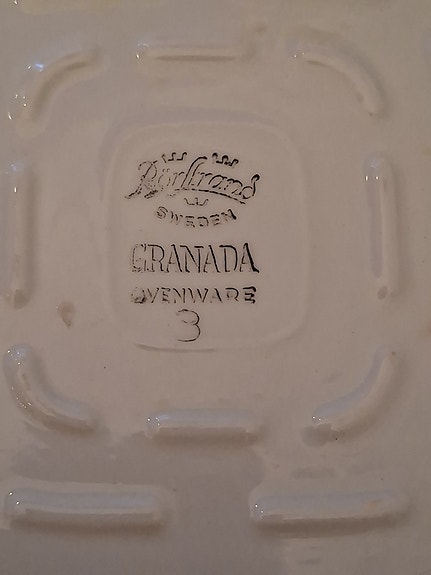 Rörstrand
SWEDEN
GRANADA
OVENWARE
3